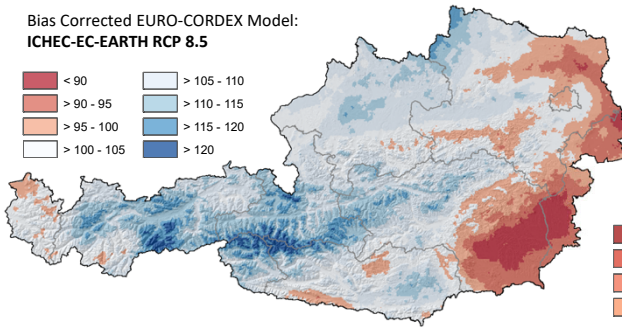 Bias Corrected EURO-CORDEX Model:
ICHEC-EC-EARTH RCP 8.5
< 90
> 105 - 110
> 90 - 95
> 110 - 115
> 95 - 100
> 115 - 120
> 100 - 105
> 120